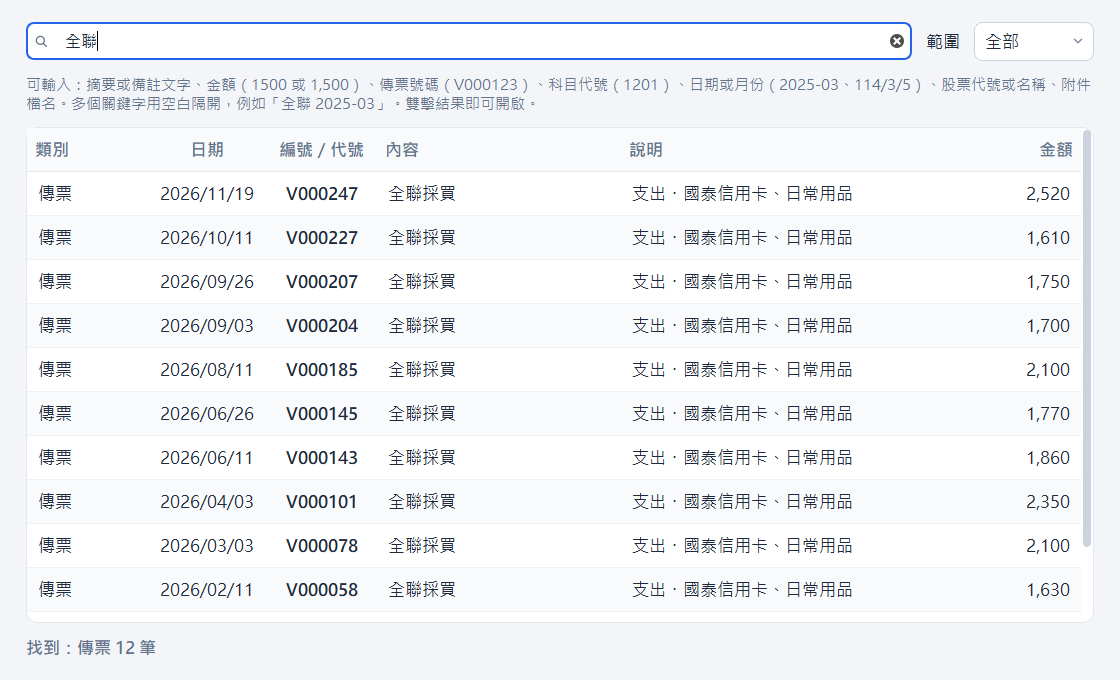 全聯 範圍 全部
可輸入：摘要或備註文字、金額（1500 或 1,500）、傳票號碼（V000123）、科目代號（1201）、日期或月份（2025-03、114/3/5）、股票代號或名稱、附件
檔名。多個關鍵字用空白隔開，例如「全聯 2025-03」。雙擊結果即可開啟。
類別 日期 編號 / 代號 內容 說明 金額
傳票 2026/11/19 V000247 全聯採買 支出．國泰信用卡、日常用品 2,520
傳票 2026/10/11 V000227 全聯採買 支出．國泰信用卡、日常用品 1,610
傳票 2026/09/26 V000207 全聯採買 支出．國泰信用卡、日常用品 1,750
傳票 2026/09/03 V000204 全聯採買 支出．國泰信用卡、日常用品 1,700
傳票 2026/08/11 V000185 全聯採買 支出．國泰信用卡、日常用品 2,100
傳票 2026/06/26 V000145 全聯採買 支出．國泰信用卡、日常用品 1,770
傳票 2026/06/11 V000143 全聯採買 支出．國泰信用卡、日常用品 1,860
傳票 2026/04/03 V000101 全聯採買 支出．國泰信用卡、日常用品 2,350
傳票 2026/03/03 V000078 全聯採買 支出．國泰信用卡、日常用品 2,100
傳票 2026/02/11 V000058 全聯採買 支出．國泰信用卡、日常用品 1,630
找到：傳票 12 筆